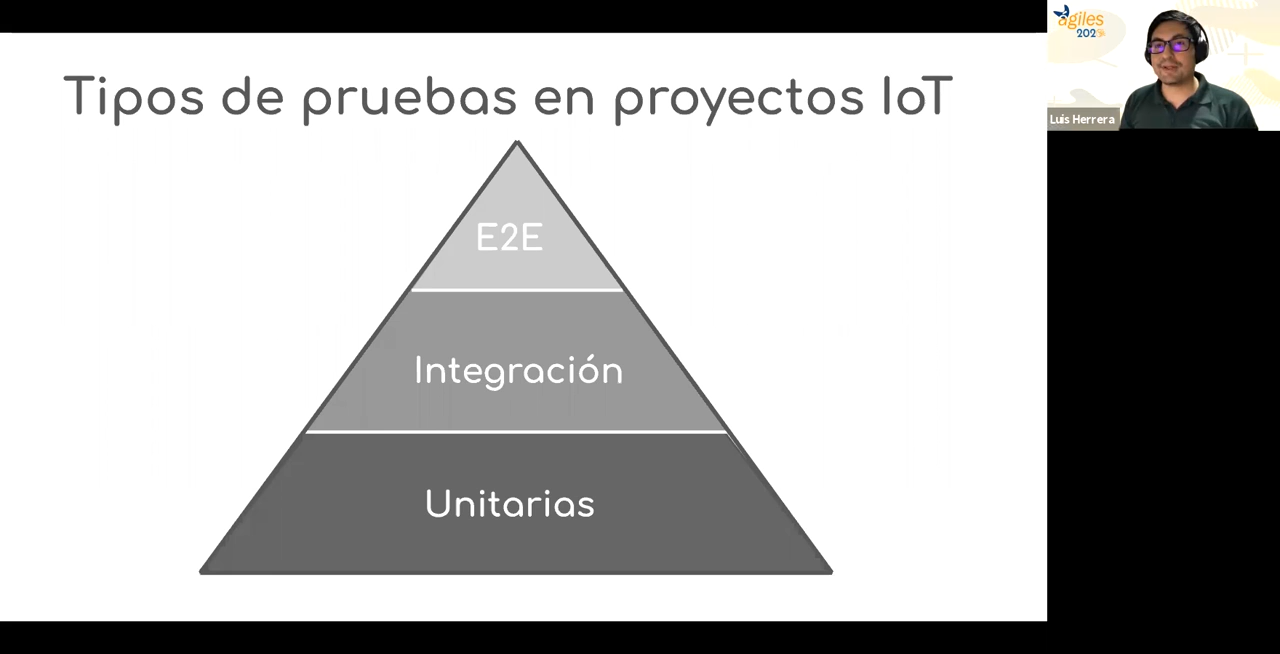 Tipos de pruebas en proyectos IoT
E2E
Integración
Unitarias
ágiles
Luis Herrera